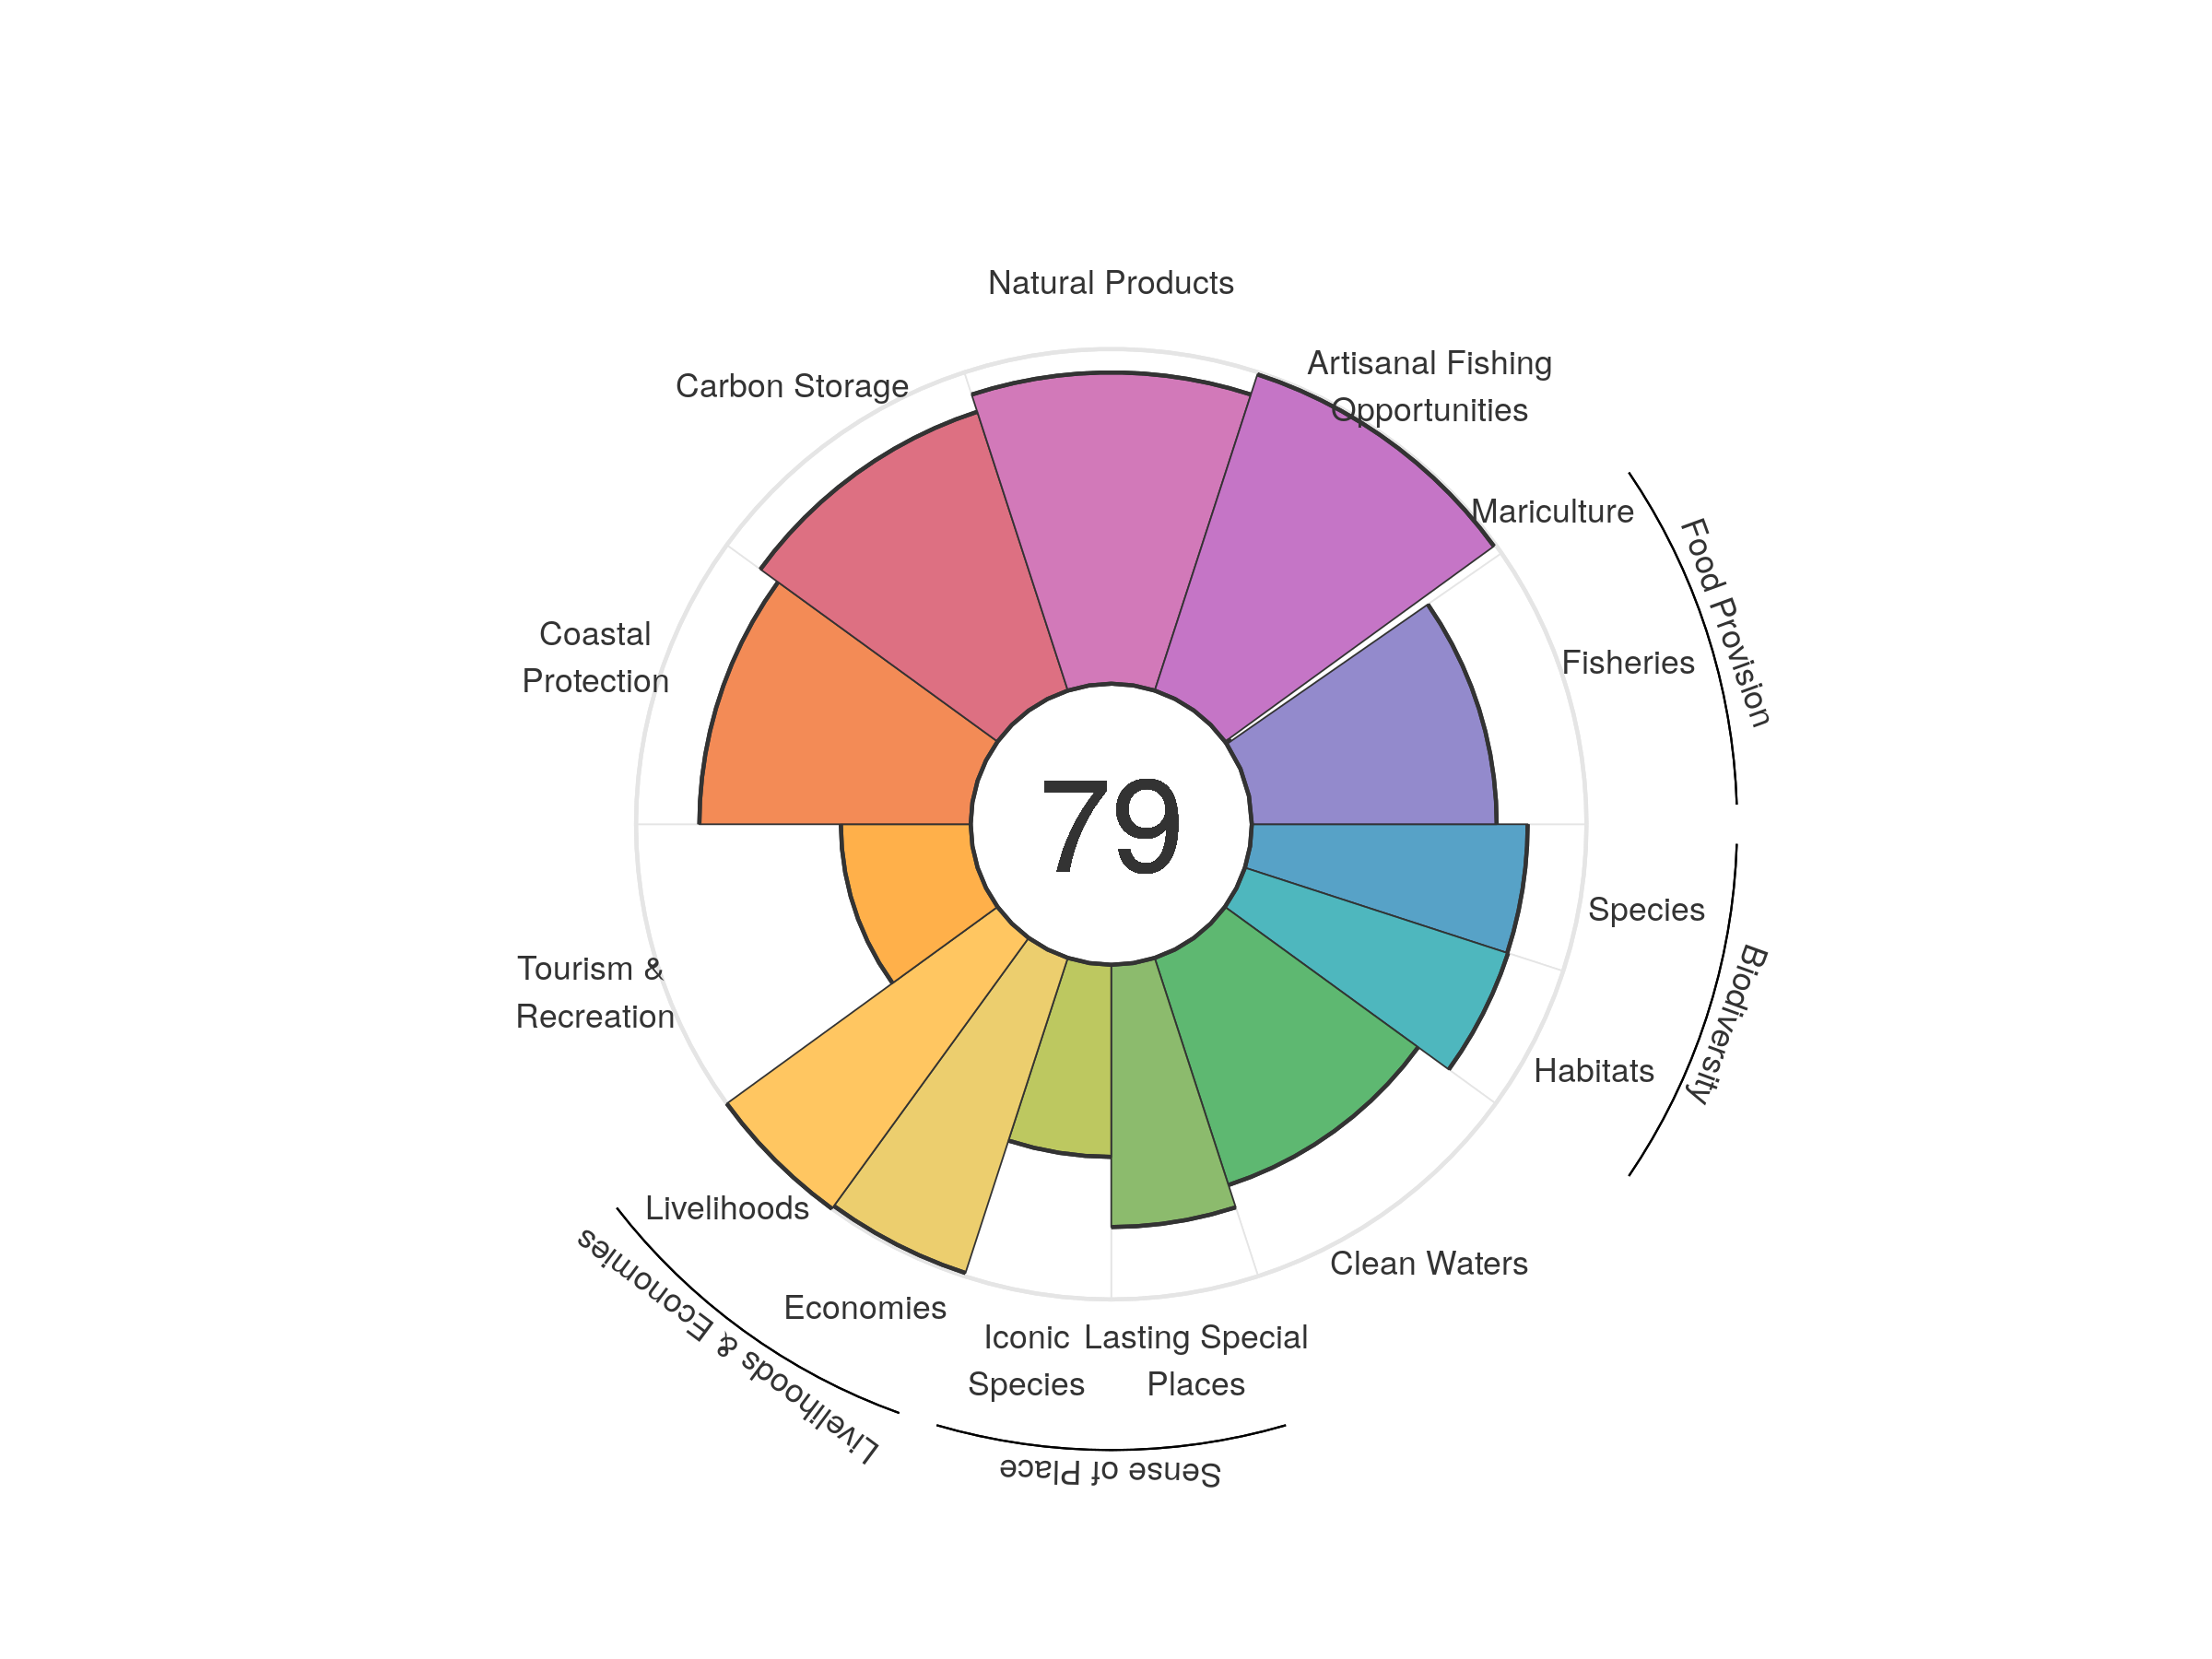 Natural Products
Artisanal Fishing
Opportunities
Carbon Storage
Mariculture
Food Provision
Coastal
Protection
Fisheries
79
Species
Biodiversity
Tourism &
Recreation
Habitats
Livelihoods
Clean Waters
Livelihoods & Economies
Economies
Iconic
Species
Lasting Special
Places
Sense of Place